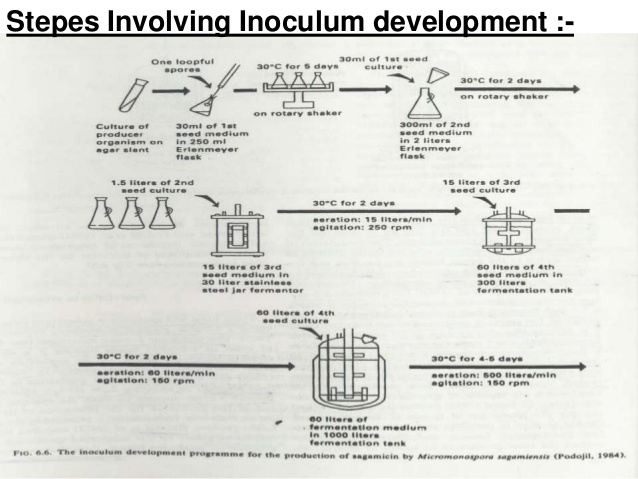 Stepes Involving Inoculum development :-
One loopful
spores
30°C for 5 days
30ml of 1st seed
culture
30°C for 2 days
on rotary shaker
on rotary shaker
Culture of
producer
organism on
agar slant
30ml of 1st
seed medium
in 250 ml
Erlenmeyer
flask
300ml of 2nd
seed medium
in 2 liters
Erlenmeyer
flask
1.5 liters of 2nd
seed culture
30°C for 2 days
aeration: 15 liters/min
agitation: 250 rpm
15 liters of 3rd
seed culture
15 liters of 3rd
seed medium in
30 liter stainless
steel jar fermentor
60 liters of 4th
seed medium in
300 liters
fermentation tank
60 liters of 4th
seed culture
30°C for 2 days
aeration: 60 liters/min
agitation: 150 rpm
30°C for 4-5 days
aeration: 500 liters/min
agitation: 150 rpm
60 liters of
fermentation medium
in 1000 liters
fermentation tank
FIG. 6.6. The inoculum development programme for the production of sagamicin by Micromonospora sagamiensis (Podojil, 1984).